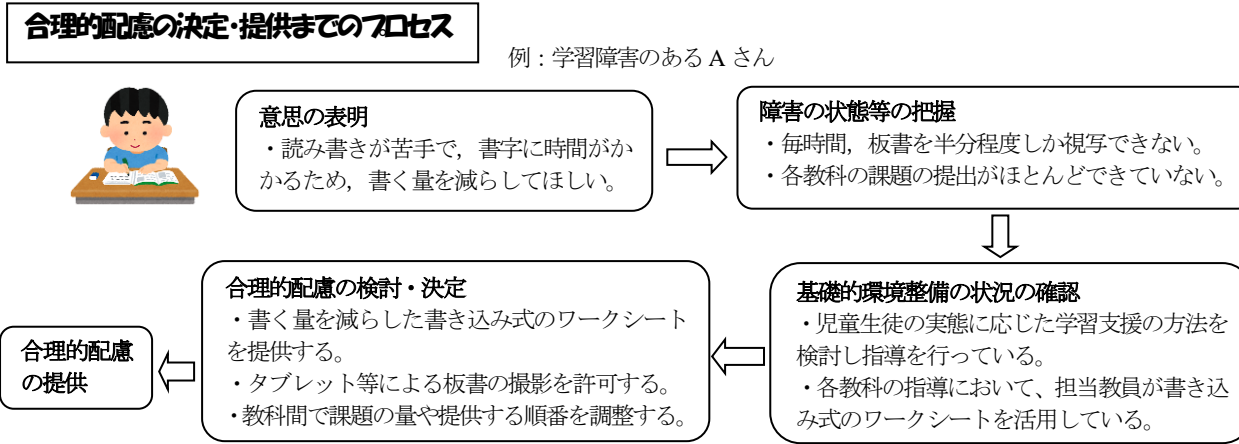 合理的配慮の決定・提供までのプロセス
例：学習障害のある A さん
意思の表明
・読み書きが苦手で，書字に時間がか
かるため，書く量を減らしてほしい。
障害の状態等の把握
・毎時間，板書を半分程度しか視写できない。
・各教科の課題の提出がほとんどできていない。
基礎的環境整備の状況の確認
・児童生徒の実態に応じた学習支援の方法を
検討し指導を行っている。
・各教科の指導において、担当教員が書き込
み式のワークシートを活用している。
合理的配慮の検討・決定
・書く量を減らした書き込み式のワークシート
を提供する。
・タブレット等による板書の撮影を許可する。
・教科間で課題の量や提供する順番を調整する。
合理的配慮
の提供